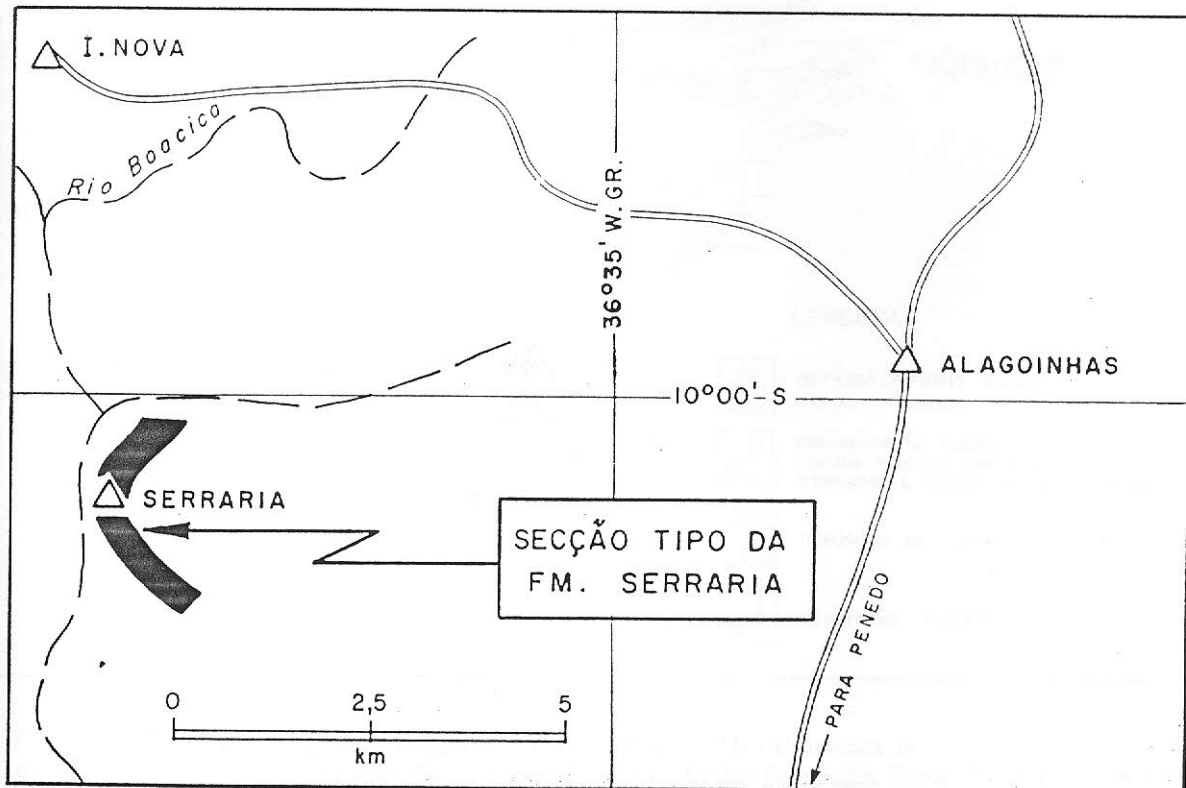 I. NOVA
Rio Boacica
36°35' W. GR.
ALAGOINHAS
10°00'-S
SERRARIA
SECÇÃO TIPO DA
FM. SERRARIA
PARA PENEDO
0 2,5 5
km